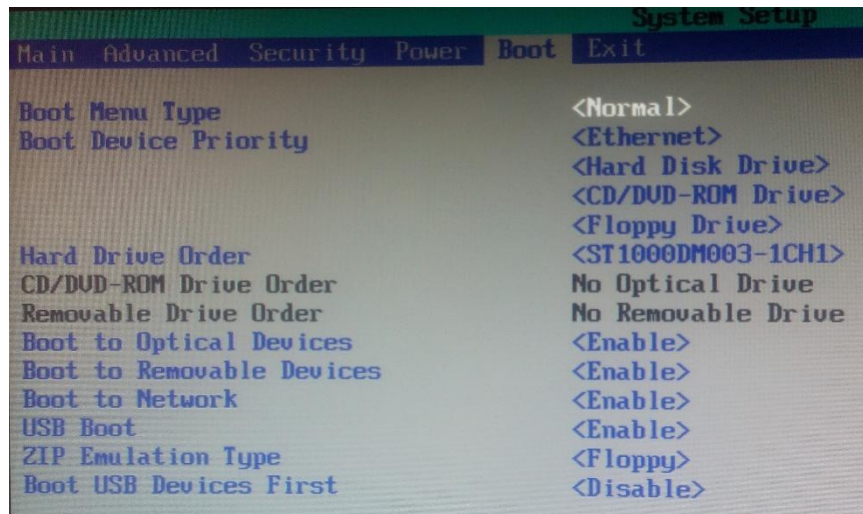 System Setup
Main Advanced Security Power Boot Exit
Boot Menu Type <Normal>
Boot Device Priority <Ethernet>
<Hard Disk Drive>
<CD/DVD-ROM Drive>
<Floppy Drive>
Hard Drive Order <ST1000DM003-1CH1>
CD/DVD-ROM Drive Order No Optical Drive
Removable Drive Order No Removable Drive
Boot to Optical Devices <Enable>
Boot to Removable Devices <Enable>
Boot to Network <Enable>
USB Boot <Enable>
ZIP Emulation Type <Floppy>
Boot USB Devices First <Disable>